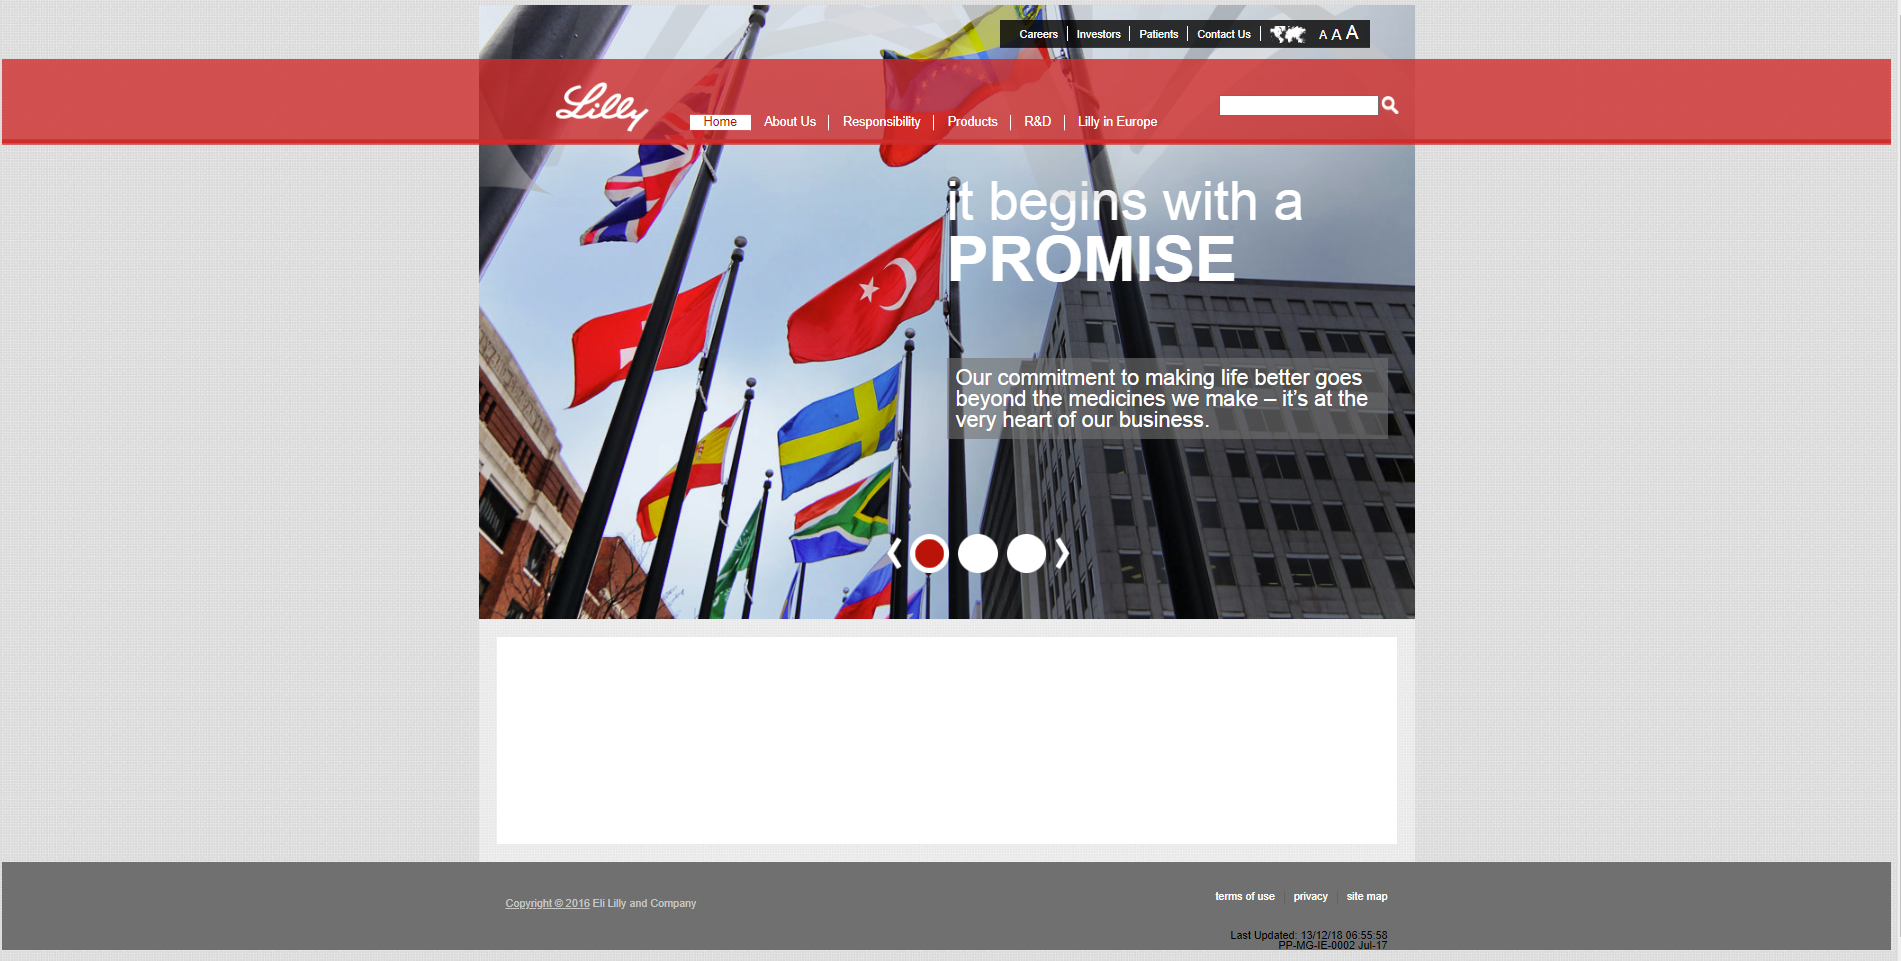 Careers
Investors
Patients
Contact Us
A A A
Lilly
Home
About Us
Responsibility
Products
R&D
Lilly in Europe
it begins with a
PROMISE
Our commitment to making life better goes
beyond the medicines we make – it’s at the
very heart of our business.
Copyright © 2016 Eli Lilly and Company
terms of use
privacy
site map
Last Updated: 13/12/18 06:55:58
PP-MG-IE-0002 Jul-17